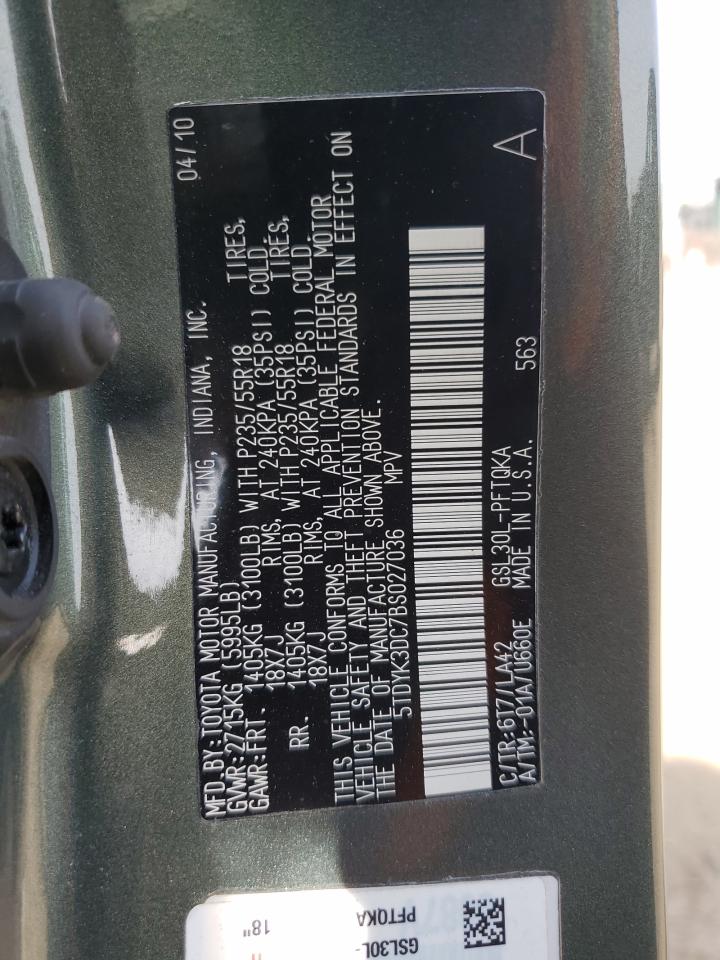 MFD.BY:TOYOTA MOTOR MANUFACTURING, INDIANA, INC. 04/10
GVWR:2715KG (5995LB)
GAWR:FRT. 1405KG (3100LB) WITH P235/55R18 TIRES,
18X7J RIMS, AT 240KPA (35PSI) COLD.
RR. 1405KG (3100LB) WITH P235/55R18 TIRES,
18X7J RIMS, AT 240KPA (35PSI) COLD.
THIS VEHICLE CONFORMS TO ALL APPLICABLE FEDERAL MOTOR
VEHICLE SAFETY AND THEFT PREVENTION STANDARDS IN EFFECT ON
THE DATE OF MANUFACTURE SHOWN ABOVE.
5TDYK3DC7BS027036 MPV
C/TR:6T7/LA42 GSL30L-PFTQKA 563 A
A/TM:-01A/U660E MADE IN U.S.A.
GSL30L-
PFTQKA
18"